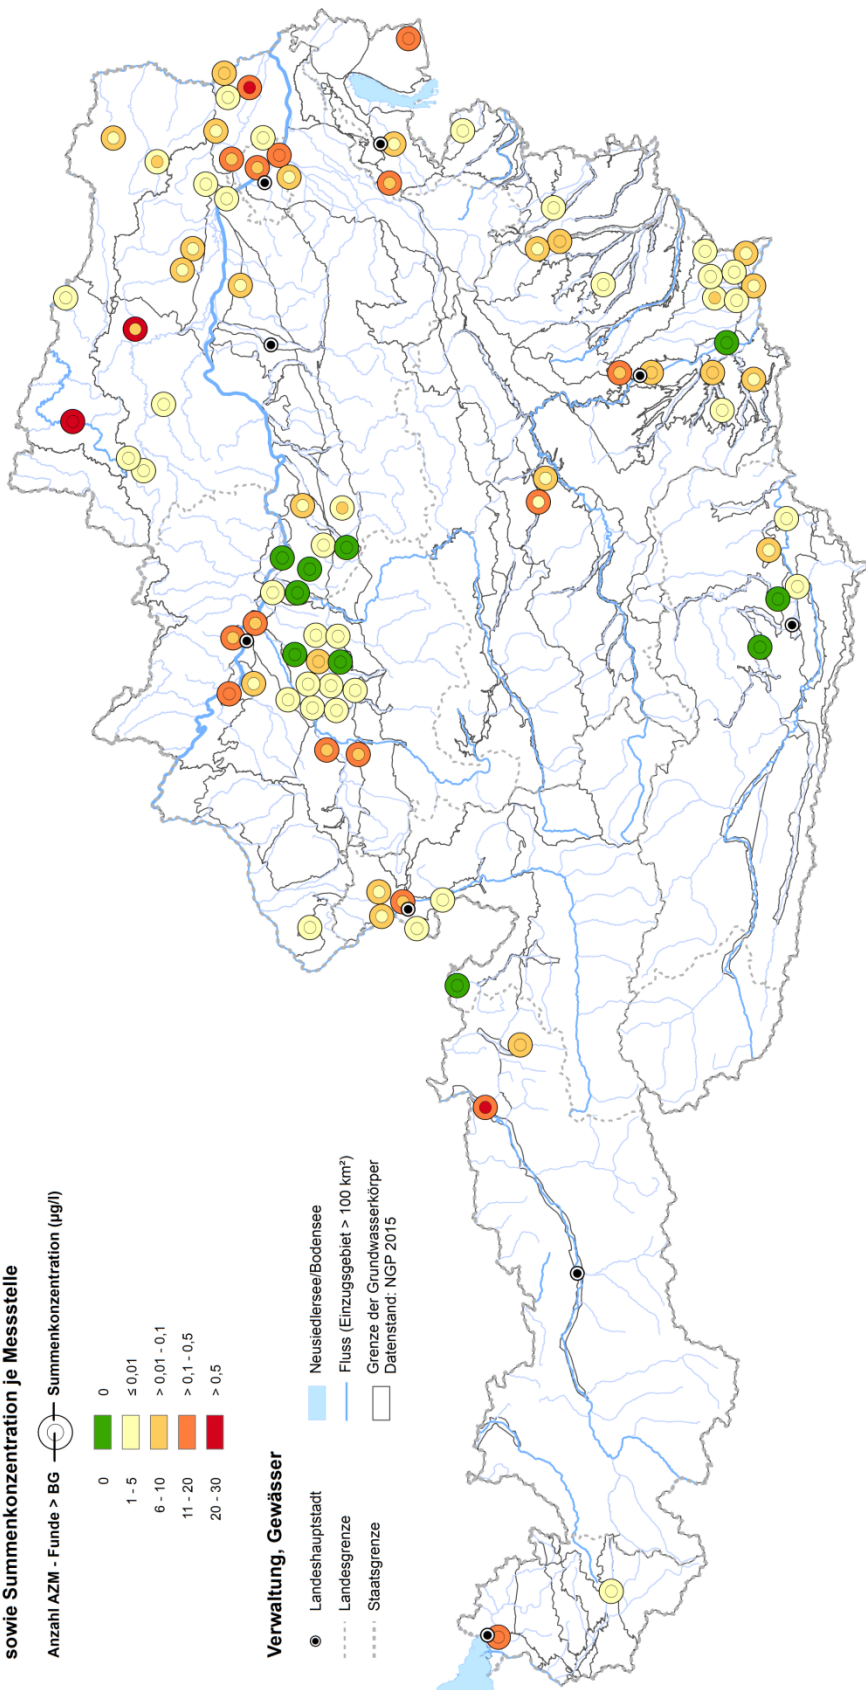 sowie Summenkonzentration je Messstelle
Anzahl AZM - Funde > BG
Summenkonzentration (µg/l)
0
0
1 - 5
≤ 0,01
6 - 10
> 0,01 - 0,1
11 - 20
> 0,1 - 0,5
20 - 30
> 0,5
Verwaltung, Gewässer
Landeshauptstadt
Landesgrenze
Staatsgrenze
Neusiedlersee/Bodensee
Fluss (Einzugsgebiet > 100 km²)
Grenze der Grundwasserkörper
Datenstand: NGP 2015